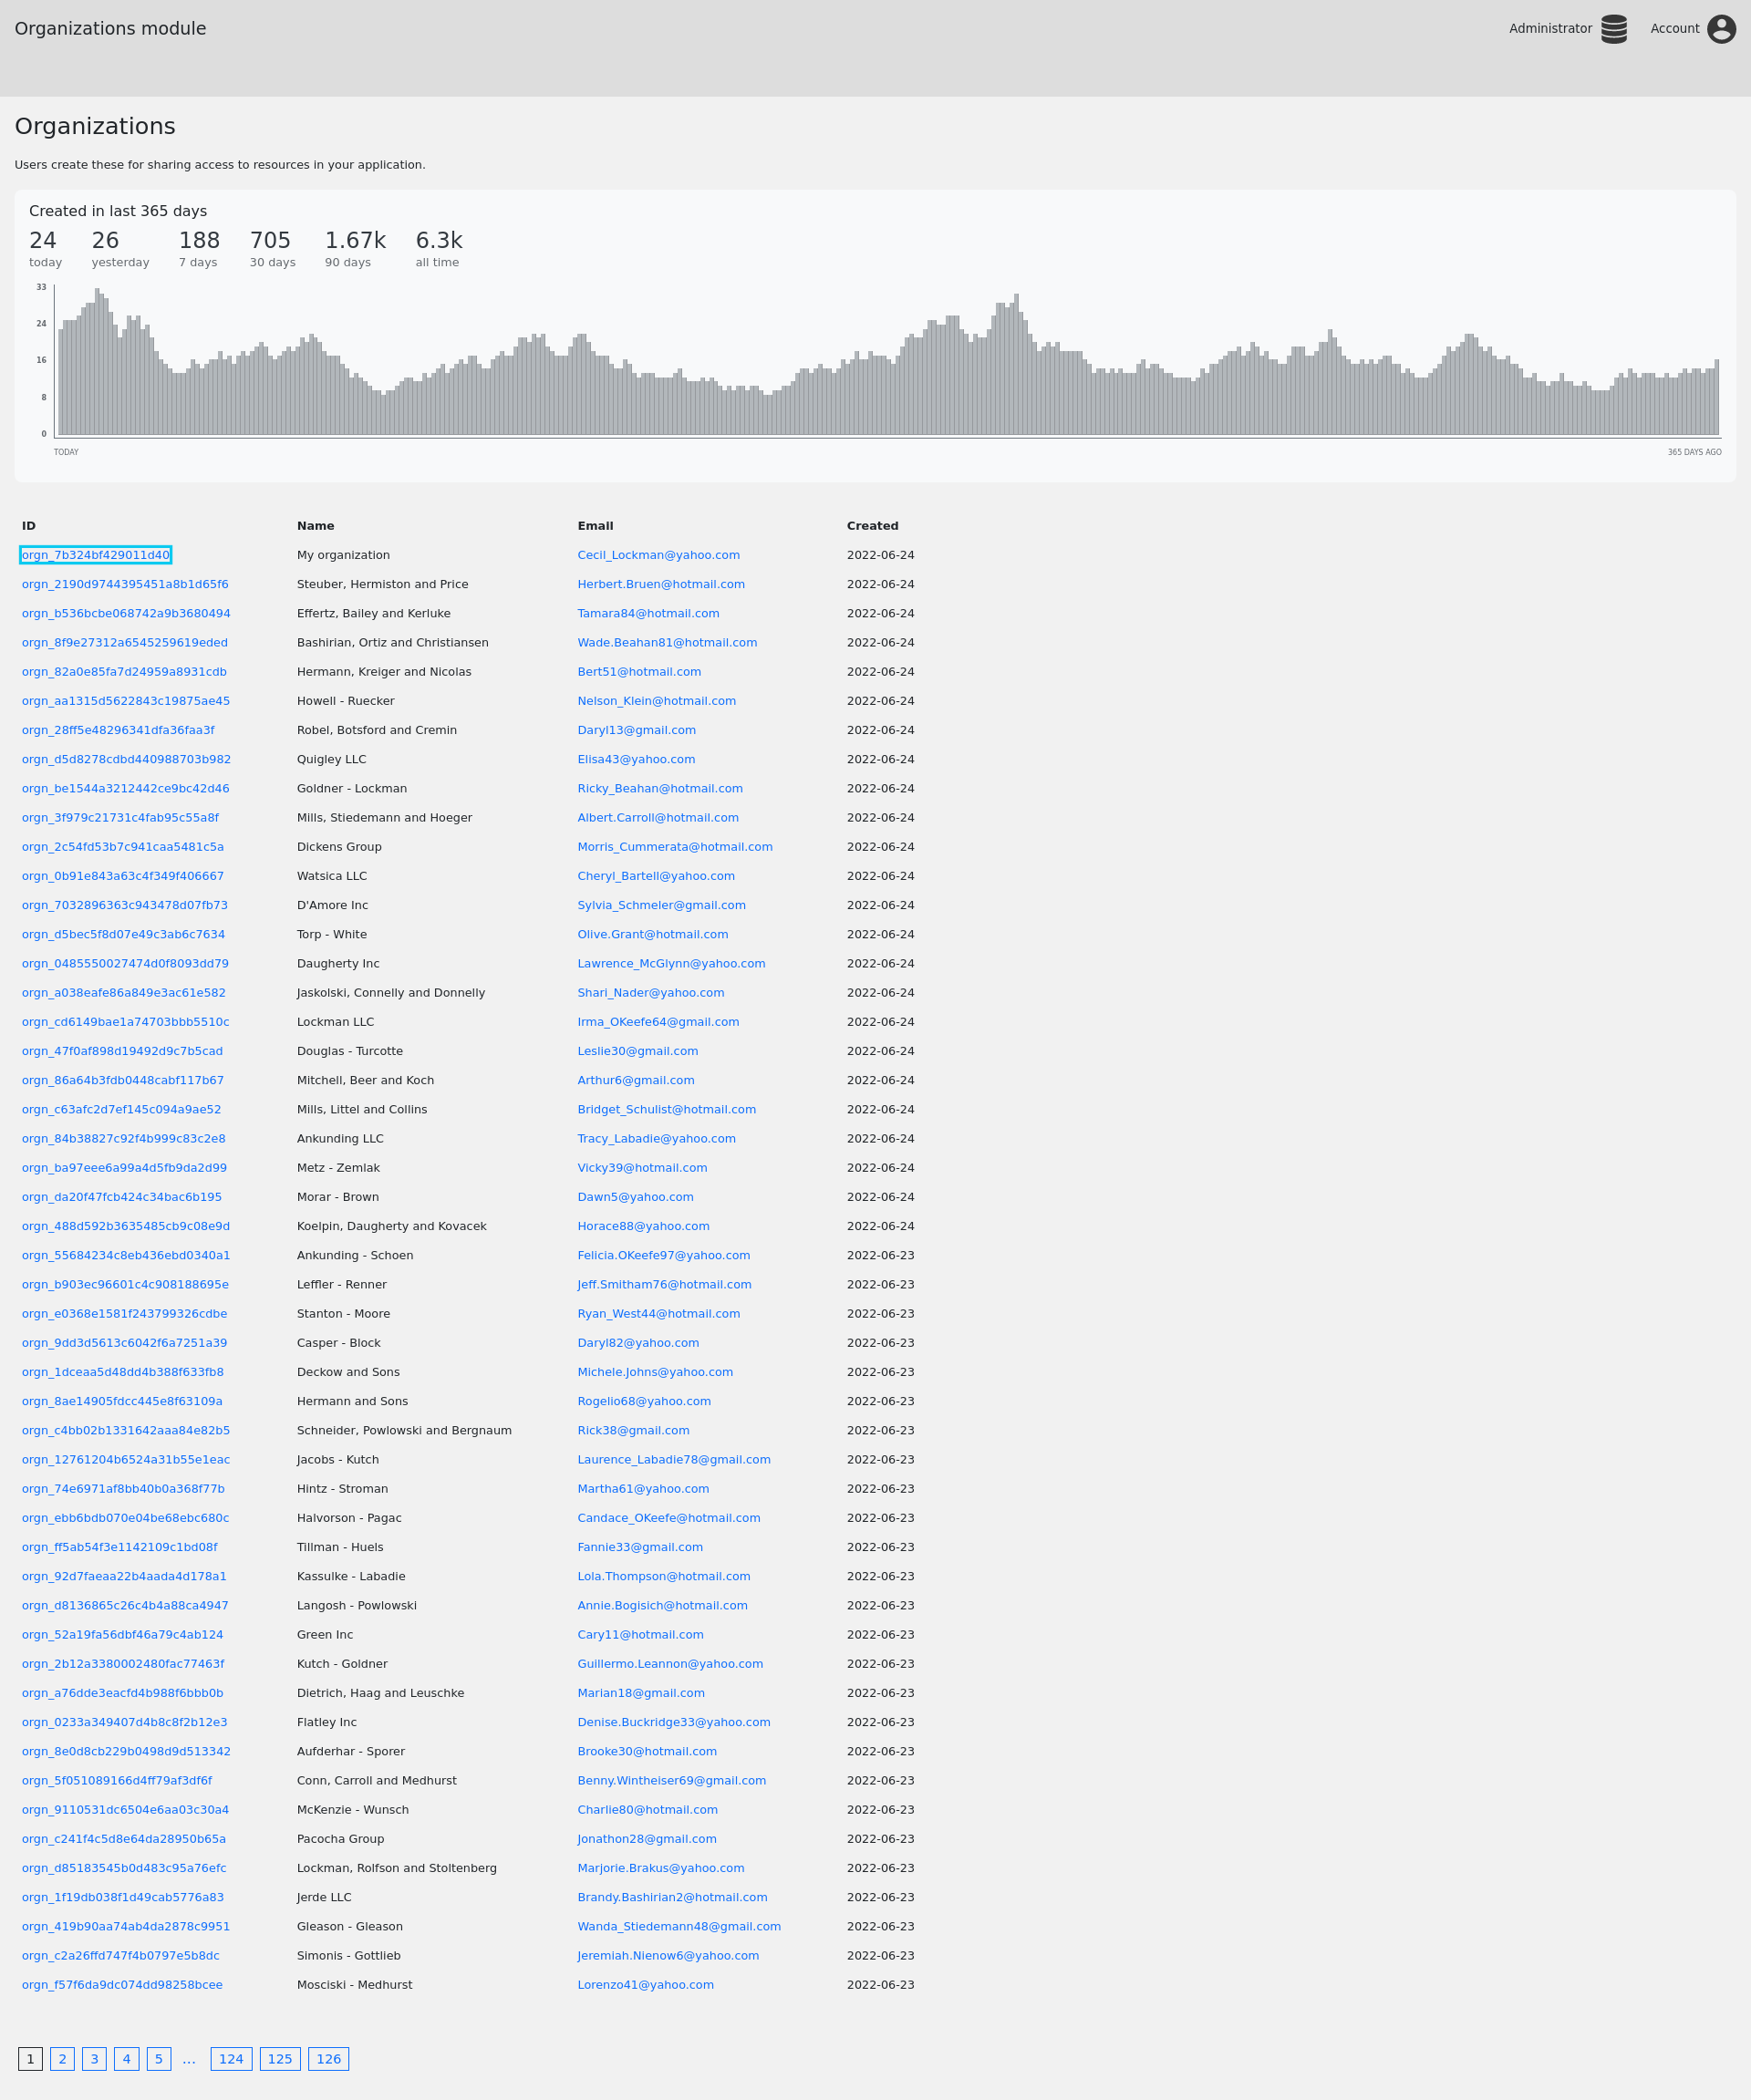 Organizations module
Administrator
Account
Organizations
Users create these for sharing access to resources in your application.
Created in last 365 days
24 26 188 705 1.67k 6.3k
today yesterday 7 days 30 days 90 days all time
33
24
16
8
0
TODAY 365 DAYS AGO
ID Name Email Created
orgn_7b324bf429011d40 My organization Cecil_Lockman@yahoo.com 2022-06-24
orgn_2190d9744395451a8b1d65f6 Steuber, Hermiston and Price Herbert.Bruen@hotmail.com 2022-06-24
orgn_b536bcbe068742a9b3680494 Effertz, Bailey and Kerluke Tamara84@hotmail.com 2022-06-24
orgn_8f9e27312a6545259619eded Bashirian, Ortiz and Christiansen Wade.Beahan81@hotmail.com 2022-06-24
orgn_82a0e85fa7d24959a8931cdb Hermann, Kreiger and Nicolas Bert51@hotmail.com 2022-06-24
orgn_aa1315d5622843c19875ae45 Howell - Ruecker Nelson_Klein@hotmail.com 2022-06-24
orgn_28ff5e48296341dfa36faa3f Robel, Botsford and Cremin Daryl13@gmail.com 2022-06-24
orgn_d5d8278cdbd440988703b982 Quigley LLC Elisa43@yahoo.com 2022-06-24
orgn_be1544a3212442ce9bc42d46 Goldner - Lockman Ricky_Beahan@hotmail.com 2022-06-24
orgn_3f979c21731c4fab95c55a8f Mills, Stiedemann and Hoeger Albert.Carroll@hotmail.com 2022-06-24
orgn_2c54fd53b7c941caa5481c5a Dickens Group Morris_Cummerata@hotmail.com 2022-06-24
orgn_0b91e843a63c4f349f406667 Watsica LLC Cheryl_Bartell@yahoo.com 2022-06-24
orgn_7032896363c943478d07fb73 D'Amore Inc Sylvia_Schmeler@gmail.com 2022-06-24
orgn_d5bec5f8d07e49c3ab6c7634 Torp - White Olive.Grant@hotmail.com 2022-06-24
orgn_0485550027474d0f8093dd79 Daugherty Inc Lawrence_McGlynn@yahoo.com 2022-06-24
orgn_a038eafe86a849e3ac61e582 Jaskolski, Connelly and Donnelly Shari_Nader@yahoo.com 2022-06-24
orgn_cd6149bae1a74703bbb5510c Lockman LLC Irma_OKeefe64@gmail.com 2022-06-24
orgn_47f0af898d19492d9c7b5cad Douglas - Turcotte Leslie30@gmail.com 2022-06-24
orgn_86a64b3fdb0448cabf117b67 Mitchell, Beer and Koch Arthur6@gmail.com 2022-06-24
orgn_c63afc2d7ef145c094a9ae52 Mills, Littel and Collins Bridget_Schulist@hotmail.com 2022-06-24
orgn_84b38827c92f4b999c83c2e8 Ankunding LLC Tracy_Labadie@yahoo.com 2022-06-24
orgn_ba97eee6a99a4d5fb9da2d99 Metz - Zemlak Vicky39@hotmail.com 2022-06-24
orgn_da20f47fcb424c34bac6b195 Morar - Brown Dawn5@yahoo.com 2022-06-24
orgn_488d592b3635485cb9c08e9d Koelpin, Daugherty and Kovacek Horace88@yahoo.com 2022-06-24
orgn_55684234c8eb436ebd0340a1 Ankunding - Schoen Felicia.OKeefe97@yahoo.com 2022-06-23
orgn_b903ec96601c4c908188695e Leffler - Renner Jeff.Smitham76@hotmail.com 2022-06-23
orgn_e0368e1581f243799326cdbe Stanton - Moore Ryan_West44@hotmail.com 2022-06-23
orgn_9dd3d5613c6042f6a7251a39 Casper - Block Daryl82@yahoo.com 2022-06-23
orgn_1dceaa5d48dd4b388f633fb8 Deckow and Sons Michele.Johns@yahoo.com 2022-06-23
orgn_8ae14905fdcc445e8f63109a Hermann and Sons Rogelio68@yahoo.com 2022-06-23
orgn_c4bb02b1331642aaa84e82b5 Schneider, Powlowski and Bergnaum Rick38@gmail.com 2022-06-23
orgn_12761204b6524a31b55e1eac Jacobs - Kutch Laurence_Labadie78@gmail.com 2022-06-23
orgn_74e6971af8bb40b0a368f77b Hintz - Stroman Martha61@yahoo.com 2022-06-23
orgn_ebb6bdb070e04be68ebc680c Halvorson - Pagac Candace_OKeefe@hotmail.com 2022-06-23
orgn_ff5ab54f3e1142109c1bd08f Tillman - Huels Fannie33@gmail.com 2022-06-23
orgn_92d7faeaa22b4aada4d178a1 Kassulke - Labadie Lola.Thompson@hotmail.com 2022-06-23
orgn_d8136865c26c4b4a88ca4947 Langosh - Powlowski Annie.Bogisich@hotmail.com 2022-06-23
orgn_52a19fa56dbf46a79c4ab124 Green Inc Cary11@hotmail.com 2022-06-23
orgn_2b12a3380002480fac77463f Kutch - Goldner Guillermo.Leannon@yahoo.com 2022-06-23
orgn_a76dde3eacfd4b988f6bbb0b Dietrich, Haag and Leuschke Marian18@gmail.com 2022-06-23
orgn_0233a349407d4b8c8f2b12e3 Flatley Inc Denise.Buckridge33@yahoo.com 2022-06-23
orgn_8e0d8cb229b0498d9d513342 Aufderhar - Sporer Brooke30@hotmail.com 2022-06-23
orgn_5f051089166d4ff79af3df6f Conn, Carroll and Medhurst Benny.Wintheiser69@gmail.com 2022-06-23
orgn_9110531dc6504e6aa03c30a4 McKenzie - Wunsch Charlie80@hotmail.com 2022-06-23
orgn_c241f4c5d8e64da28950b65a Pacocha Group Jonathon28@gmail.com 2022-06-23
orgn_d85183545b0d483c95a76efc Lockman, Rolfson and Stoltenberg Marjorie.Brakus@yahoo.com 2022-06-23
orgn_1f19db038f1d49cab5776a83 Jerde LLC Brandy.Bashirian2@hotmail.com 2022-06-23
orgn_419b90aa74ab4da2878c9951 Gleason - Gleason Wanda_Stiedemann48@gmail.com 2022-06-23
orgn_c2a26ffd747f4b0797e5b8dc Simonis - Gottlieb Jeremiah.Nienow6@yahoo.com 2022-06-23
orgn_f57f6da9dc074dd98258bcee Mosciski - Medhurst Lorenzo41@yahoo.com 2022-06-23
1 2 3 4 5 ... 124 125 126